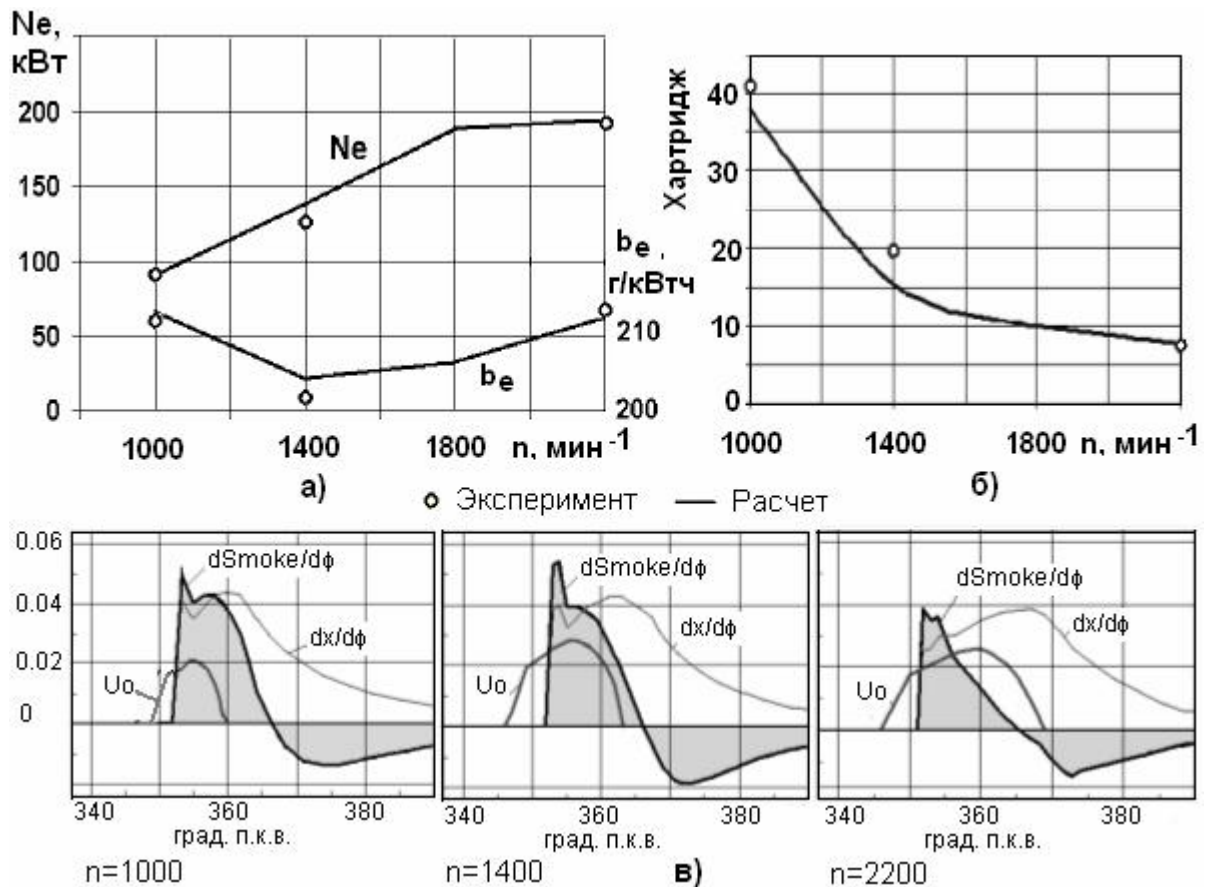 Ne,
кВт
200
150
100
50
0
Ne
be
be ,
г/кВтч
210
200
1000
1400
1800
n, мин -1
а)
Хартридж
40
30
20
10
0
1000
1400
1800
n, мин -1
б)
Эксперимент
Расчет
0.06
0.04
0.02
0
dSmoke/dϕ
dx/dϕ
Uo
340
360
380
град. п.к.в.
n=1000
dSmoke/dϕ
dx/dϕ
Uo
340
360
380
град. п.к.в.
n=1400
в)
dSmoke/dϕ
dx/dϕ
Uo
340
360
380
град. п.к.в.
n=2200